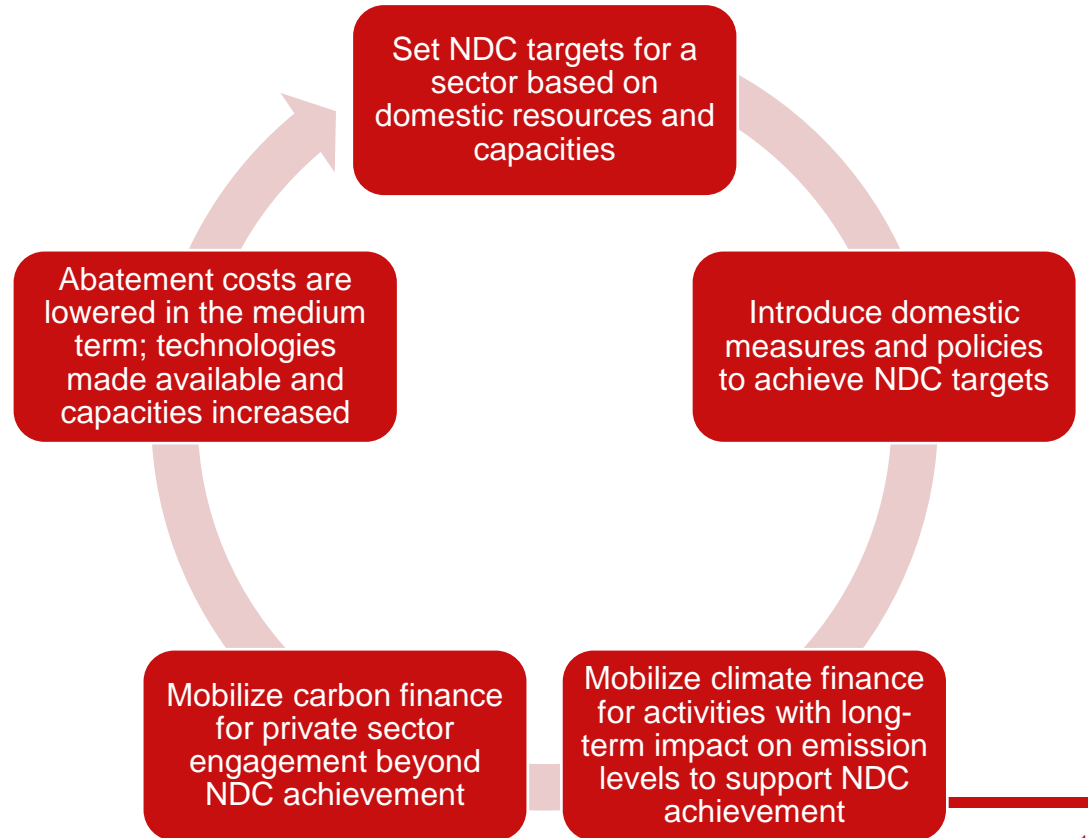 Set NDC targets for a
sector based on
domestic resources and
capacities
Introduce domestic
measures and policies
to achieve NDC targets
Mobilize climate finance
for activities with long-
term impact on emission
levels to support NDC
achievement
Mobilize carbon finance
for private sector
engagement beyond
NDC achievement
Abatement costs are
lowered in the medium
term; technologies
made available and
capacities increased